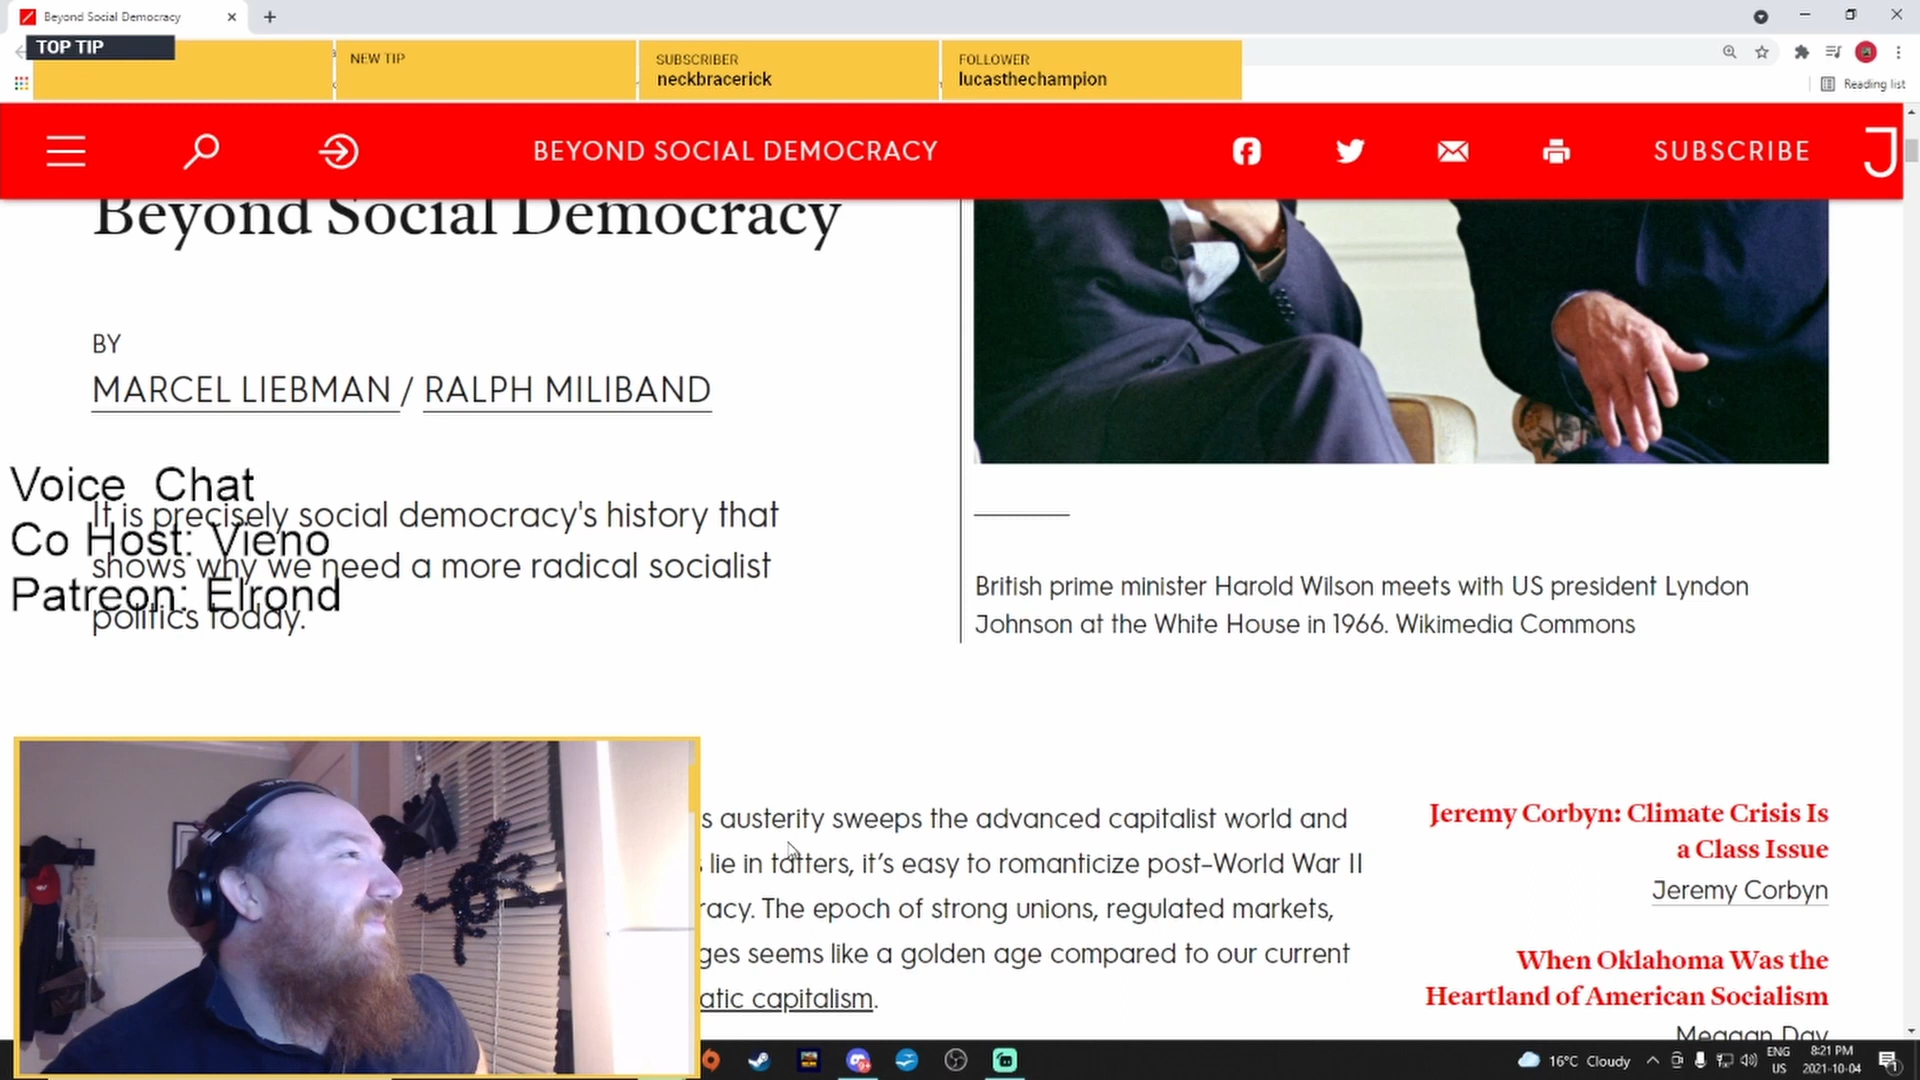 Beyond Social Democracy
TOP TIP
NEW TIP
SUBSCRIBER
neckbracerick
FOLLOWER
lucasthechampion
Reading list
BEYOND SOCIAL DEMOCRACY
SUBSCRIBE
J
Beyond Social Democracy
BY
MARCEL LIEBMAN / RALPH MILIBAND
Voice Chat
It is precisely social democracy's history that
Co Host: Vieno
shows why we need a more radical socialist
Patreon: Elrond
politics today.
British prime minister Harold Wilson meets with US president Lyndon
Johnson at the White House in 1966. Wikimedia Commons
s austerity sweeps the advanced capitalist world and
lie in tatters, it's easy to romanticize post–World War II
racy. The epoch of strong unions, regulated markets,
ges seems like a golden age compared to our current
atic capitalism.
Jeremy Corbyn: Climate Crisis Is
a Class Issue
Jeremy Corbyn
When Oklahoma Was the
Heartland of American Socialism
Meagan Day
16°C Cloudy
ENG
US
8:21 PM
2021-10-04